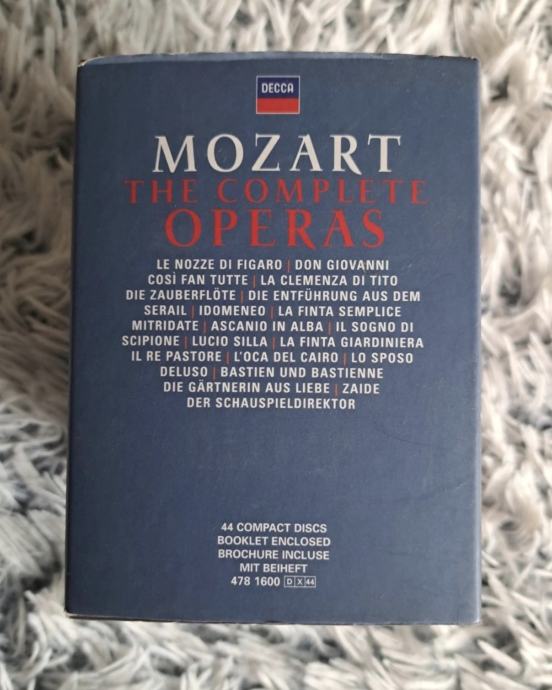 DECCA
MOZART
THE COMPLETE
OPERAS
LE NOZZE DI FIGARO | DON GIOVANNI
COSÌ FAN TUTTE | LA CLEMENZA DI TITO
DIE ZAUBERFLÖTE | DIE ENTFÜHRUNG AUS DEM
SERAIL | IDOMENEO | LA FINTA SEMPLICE
MITRIDATE | ASCANIO IN ALBA | IL SOGNO DI
SCIPIONE | LUCIO SILLA | LA FINTA GIARDINIERA
IL RE PASTORE | L'OCA DEL CAIRO | LO SPOSO
DELUSO | BASTIEN UND BASTIENNE
DIE GÄRTNERIN AUS LIEBE | ZAIDE
DER SCHAUSPIELDIREKTOR
44 COMPACT DISCS
BOOKLET ENCLOSED
BROCHURE INCLUSE
MIT BEIHEFT
478 1600 D X 44